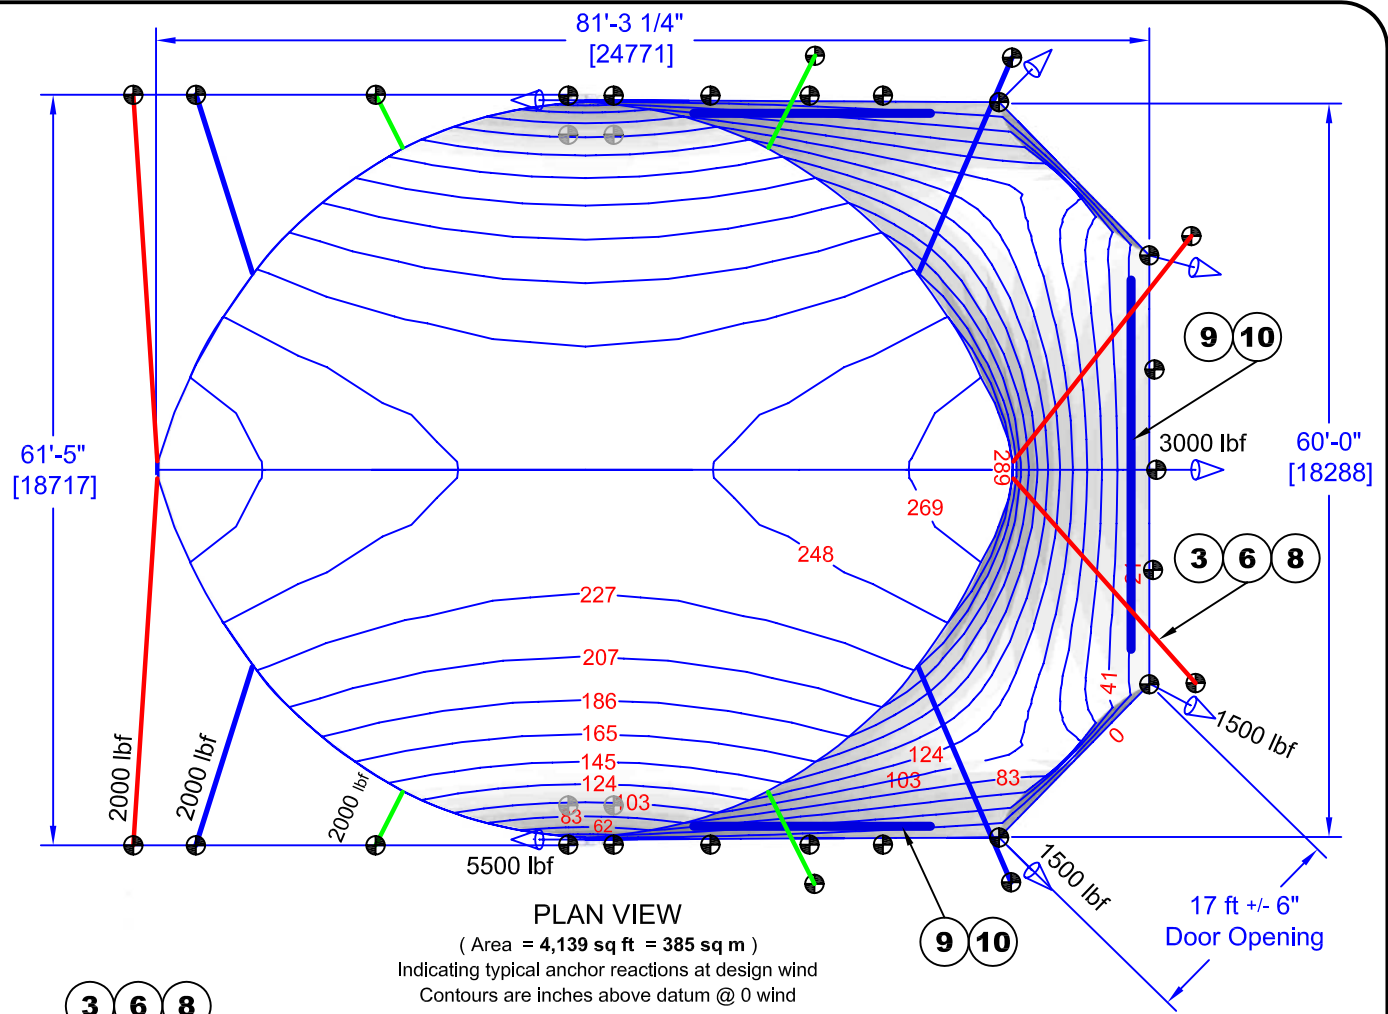 81'-3 1/4"
[24771]
61'-5"
[18717]
60'-0"
[18288]
9 10
3000 lbf
3 6 8
289
269
248
227
207
186
165
145
124
103
83
62
124
103
83
41
21
0
2000 lbf
2000 lbf
2000 lbf
5500 lbf
1500 lbf
1500 lbf
17 ft +/- 6"
Door Opening
9 10
PLAN VIEW
( Area = 4,139 sq ft = 385 sq m )
Indicating typical anchor reactions at design wind
Contours are inches above datum @ 0 wind
3 6 8